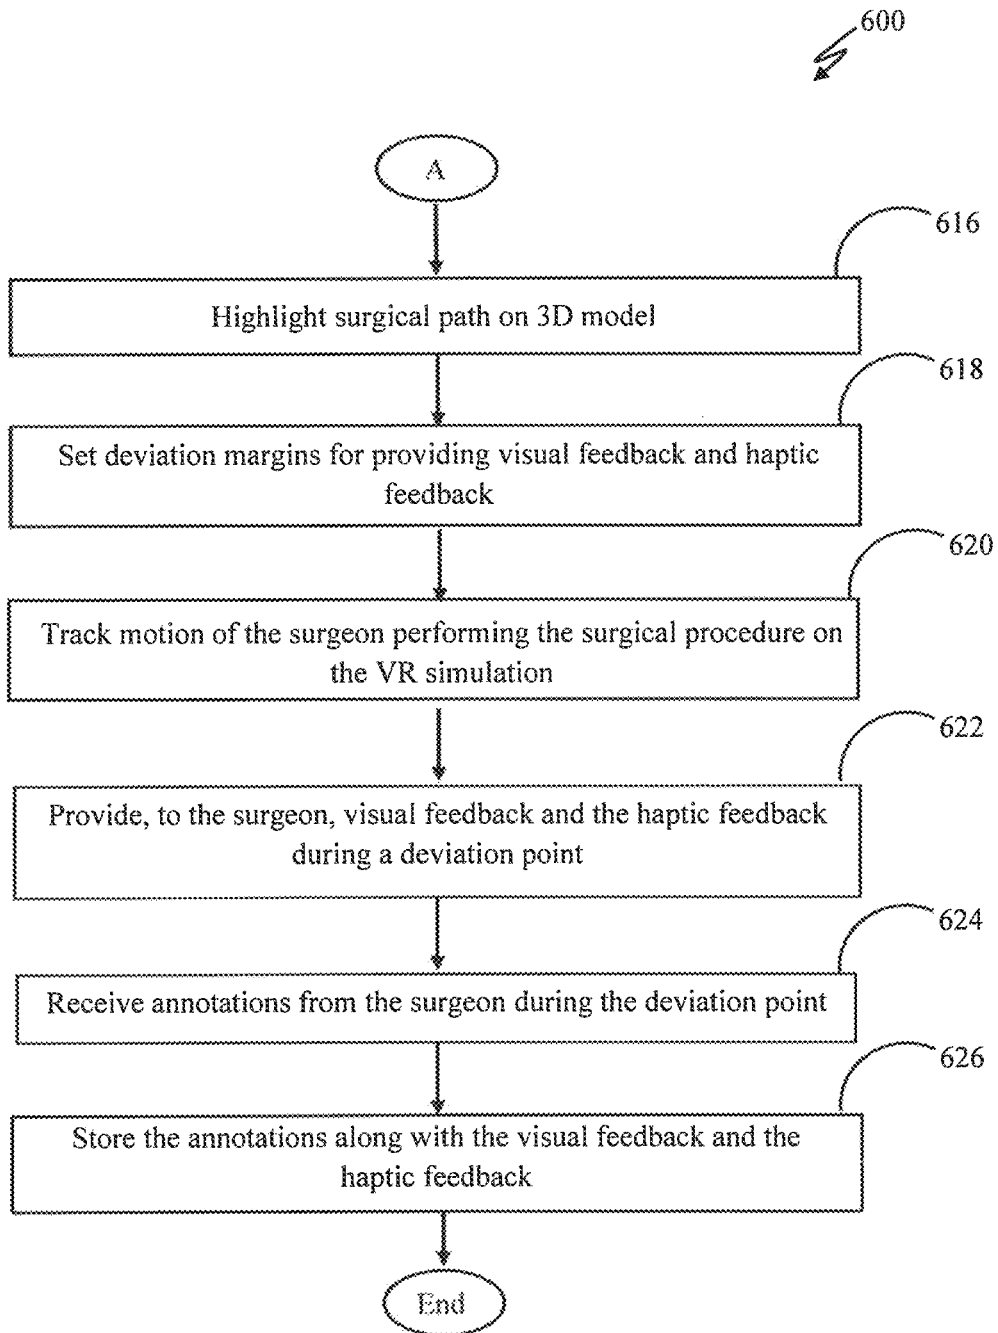 600
A
616
Highlight surgical path on 3D model
618
Set deviation margins for providing visual feedback and haptic
feedback
620
Track motion of the surgeon performing the surgical procedure on
the VR simulation
622
Provide, to the surgeon, visual feedback and the haptic feedback
during a deviation point
624
Receive annotations from the surgeon during the deviation point
626
Store the annotations along with the visual feedback and the
haptic feedback
End